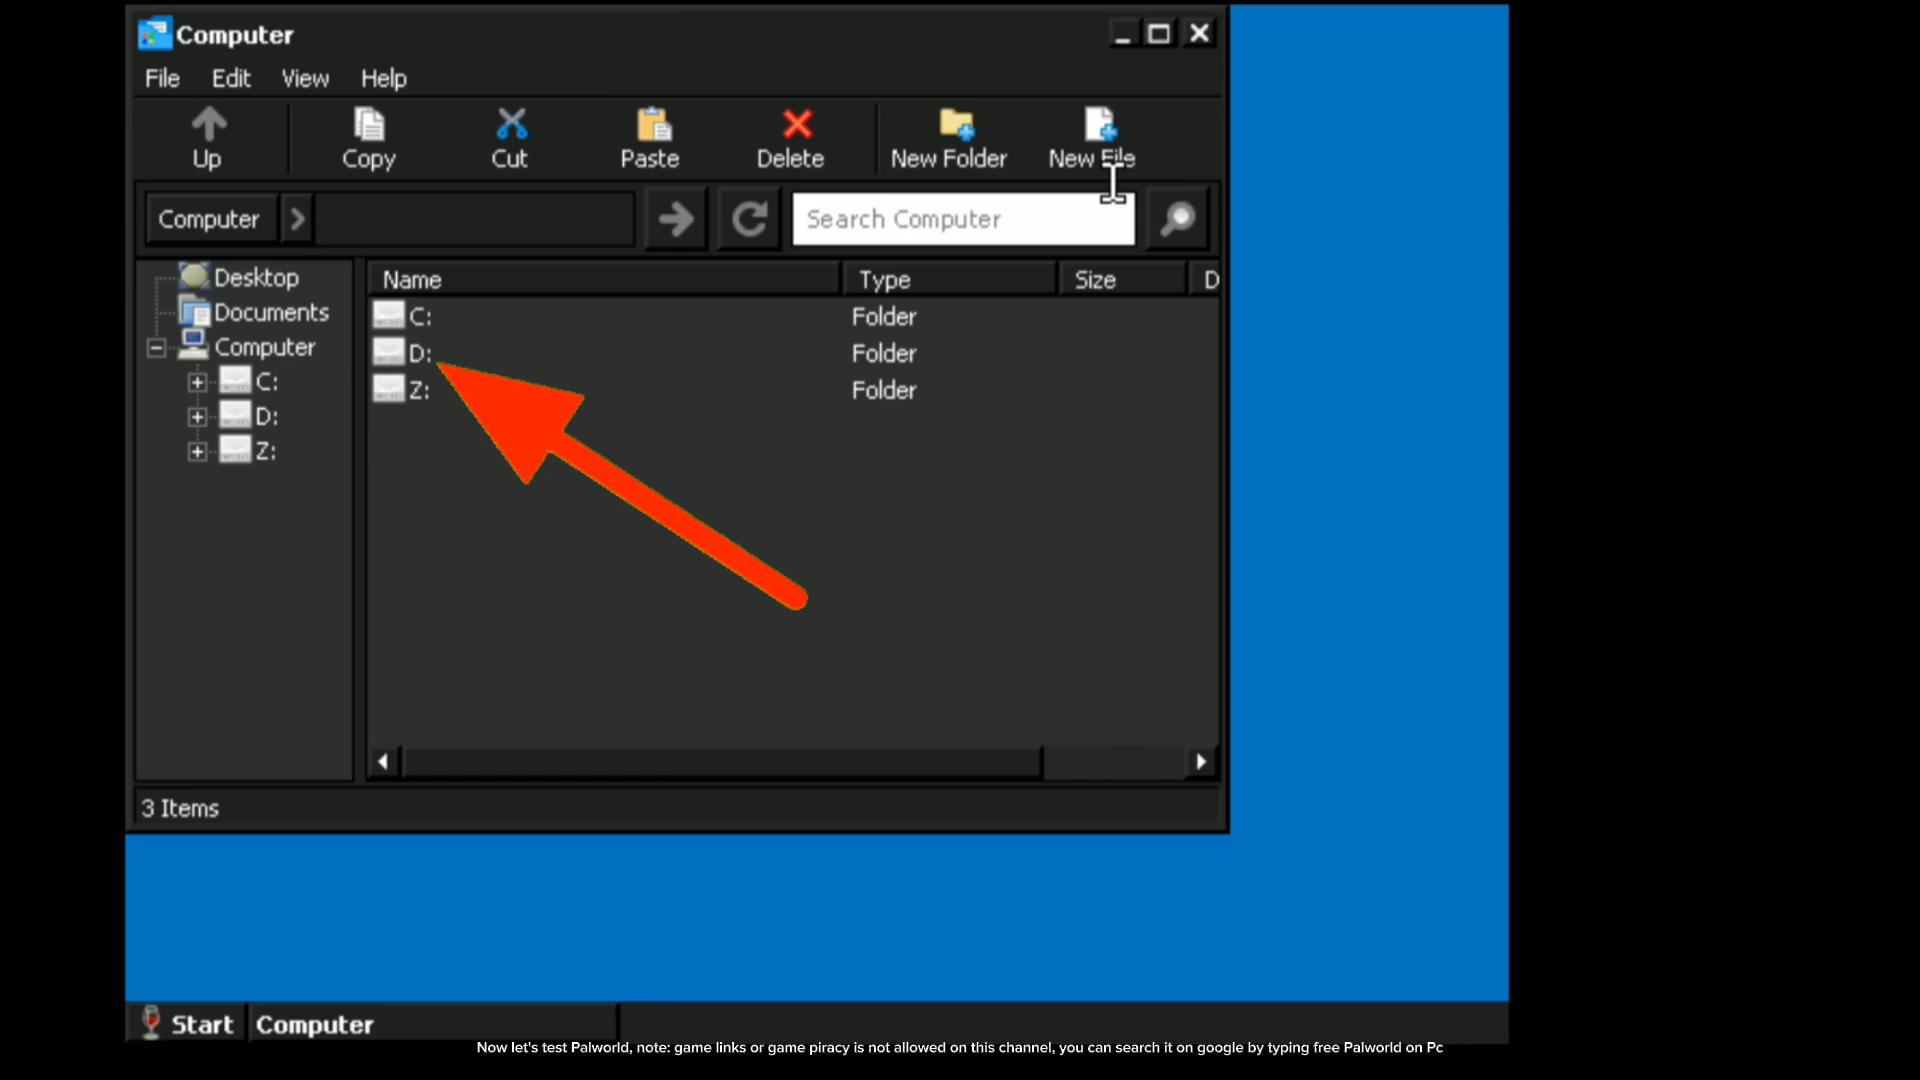 Computer
File Edit View Help
Up Copy Cut Paste Delete New Folder New File
Computer Search Computer
Desktop
Documents
Computer
C:
D:
Z:
Name Type Size D
C: Folder
D: Folder
Z: Folder
3 Items
Start Computer
Now let's test Palworld, note: game links or game piracy is not allowed on this channel, you can search it on google by typing free Palworld on Pc